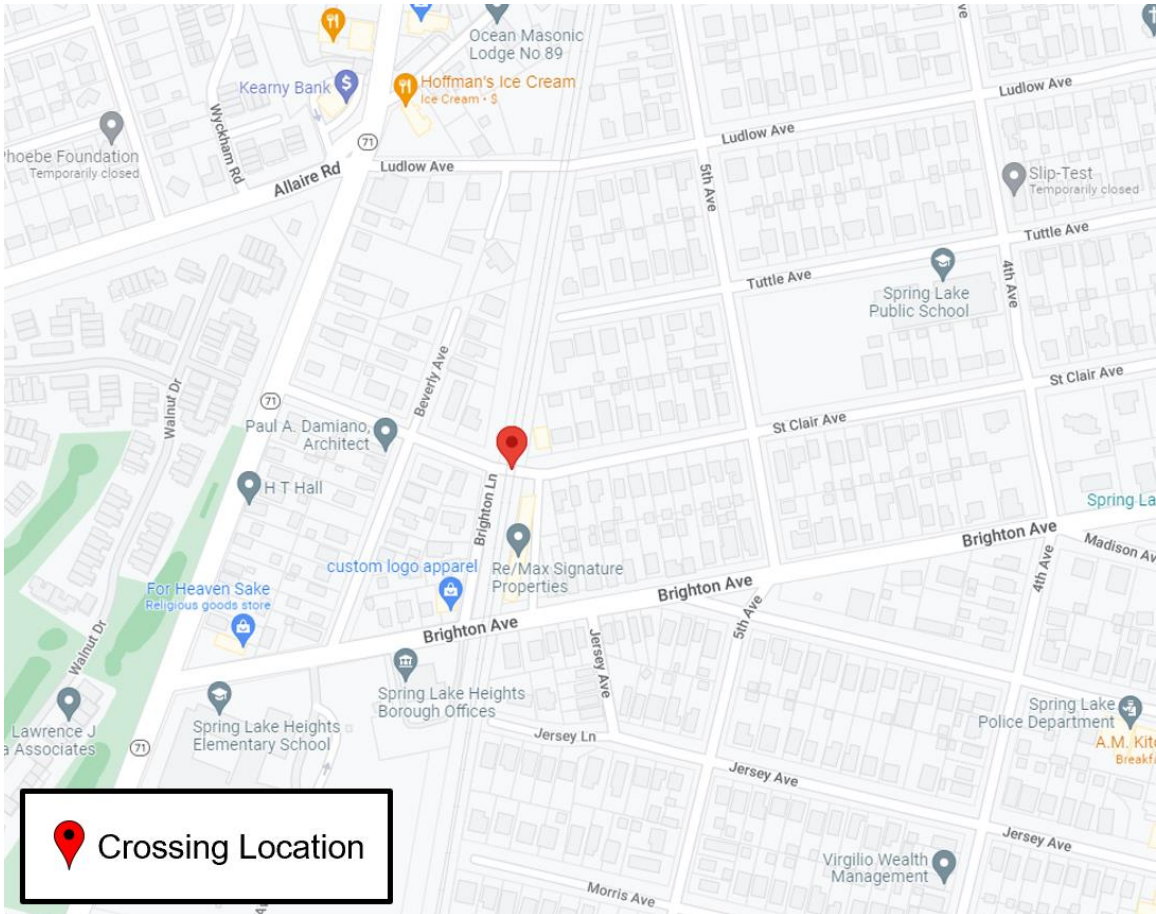 Ocean Masonic
Lodge No 89
Kearny Bank
Hoffman's Ice Cream
Ice Cream • $
Ludlow Ave
Wyckham Rd
71
Ludlow Ave
Phoebe Foundation
Temporarily closed
Allaire Rd
Ludlow Ave
5th Ave
Slip-Test
Temporarily closed
Tuttle Ave
4th Ave
Tuttle Ave
Spring Lake
Public School
Walnut Dr
Beverly Ave
St Clair Ave
71
Paul A. Damiano,
Architect
St Clair Ave
H T Hall
Brighton Ln
Spring La
Brighton Ave
Madison Av
Re/Max Signature
Properties
custom logo apparel
For Heaven Sake
Religious goods store
Brighton Ave
4th Ave
5th Ave
Brighton Ave
Walnut Dr
Jersey Ave
Spring Lake Heights
Borough Offices
Spring Lake Heights
Elementary School
Lawrence J
a Associates
71
Jersey Ln
Spring Lake
Police Department
A.M. Kitc
Breakfa
Jersey Ave
Jersey Ave
Crossing Location
Virgilio Wealth
Management
Morris Ave